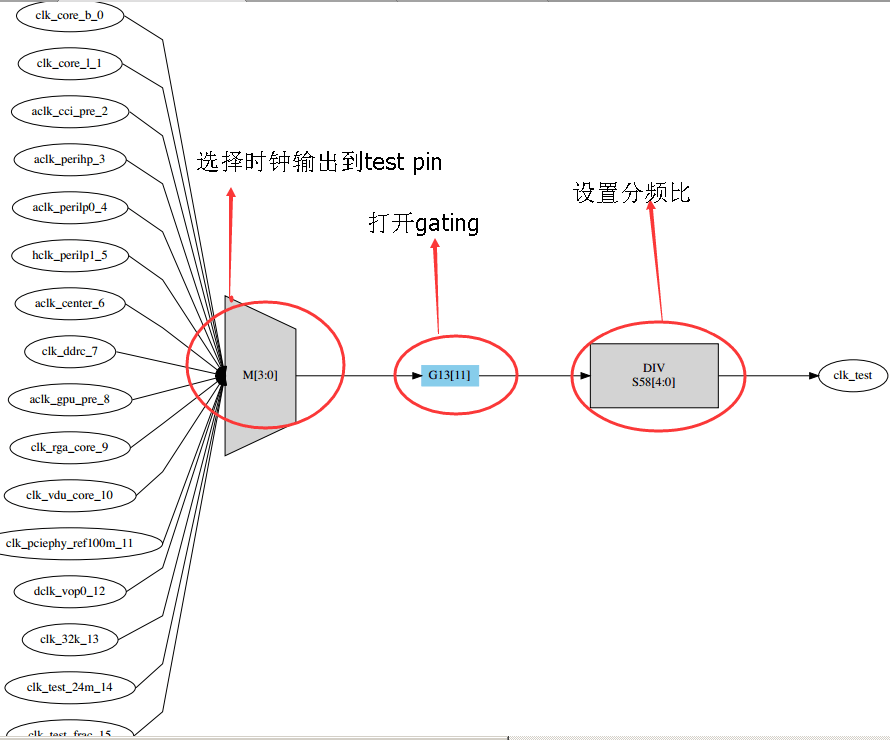 clk_core_b_0
clk_core_l_1
aclk_cci_pre_2
aclk_perihp_3
aclk_perilp0_4
hclk_perilp1_5
aclk_center_6
clk_ddrc_7
aclk_gpu_pre_8
clk_rga_core_9
clk_vdu_core_10
clk_pciephy_ref100m_11
dclk_vop0_12
clk_32k_13
clk_test_24m_14
clk_test_frac_15
选择时钟输出到test pin
M[3:0]
打开gating
G13[11]
设置分频比
DIV
S58[4:0]
clk_test